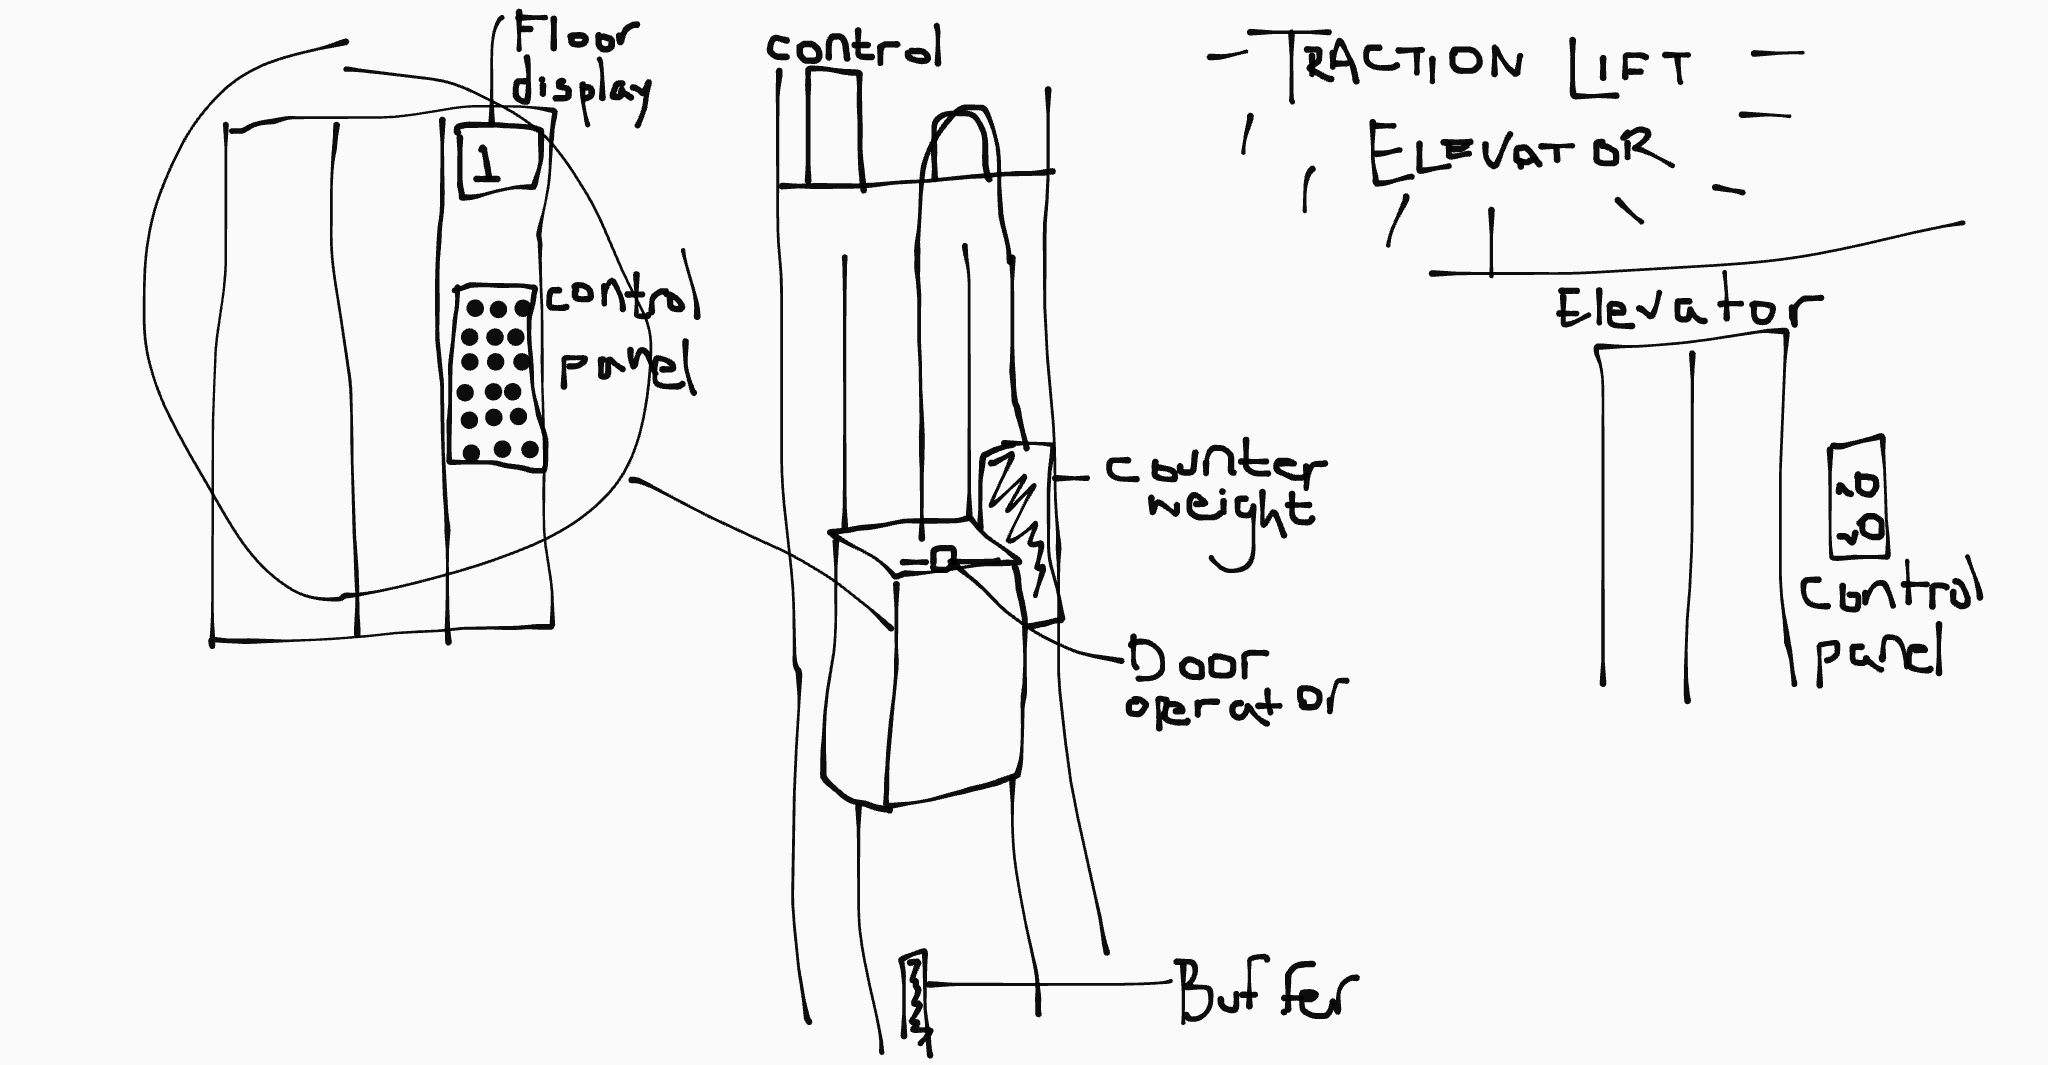 Floor
display
1
control
panel
control
TRACTION LIFT
ELEVATOR
Counter
weight
Door
operator
Buffer
Elevator
control
panel